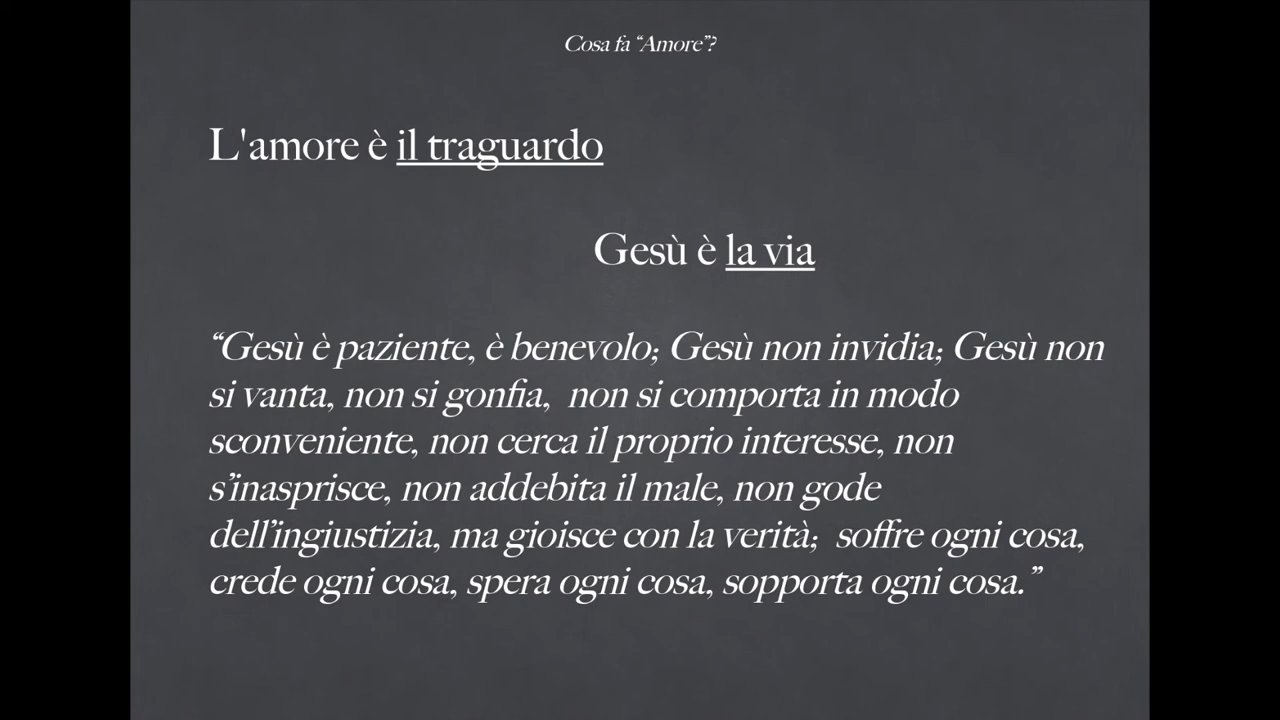 Cosa fa “Amore”?
L'amore è il traguardo
Gesù è la via
“Gesù è paziente, è benevolo; Gesù non invidia; Gesù non
si vanta, non si gonfia,  non si comporta in modo
sconveniente, non cerca il proprio interesse, non
s’inasprisce, non addebita il male, non gode
dell’ingiustizia, ma gioisce con la verità;  soffre ogni cosa,
crede ogni cosa, spera ogni cosa, sopporta ogni cosa.”